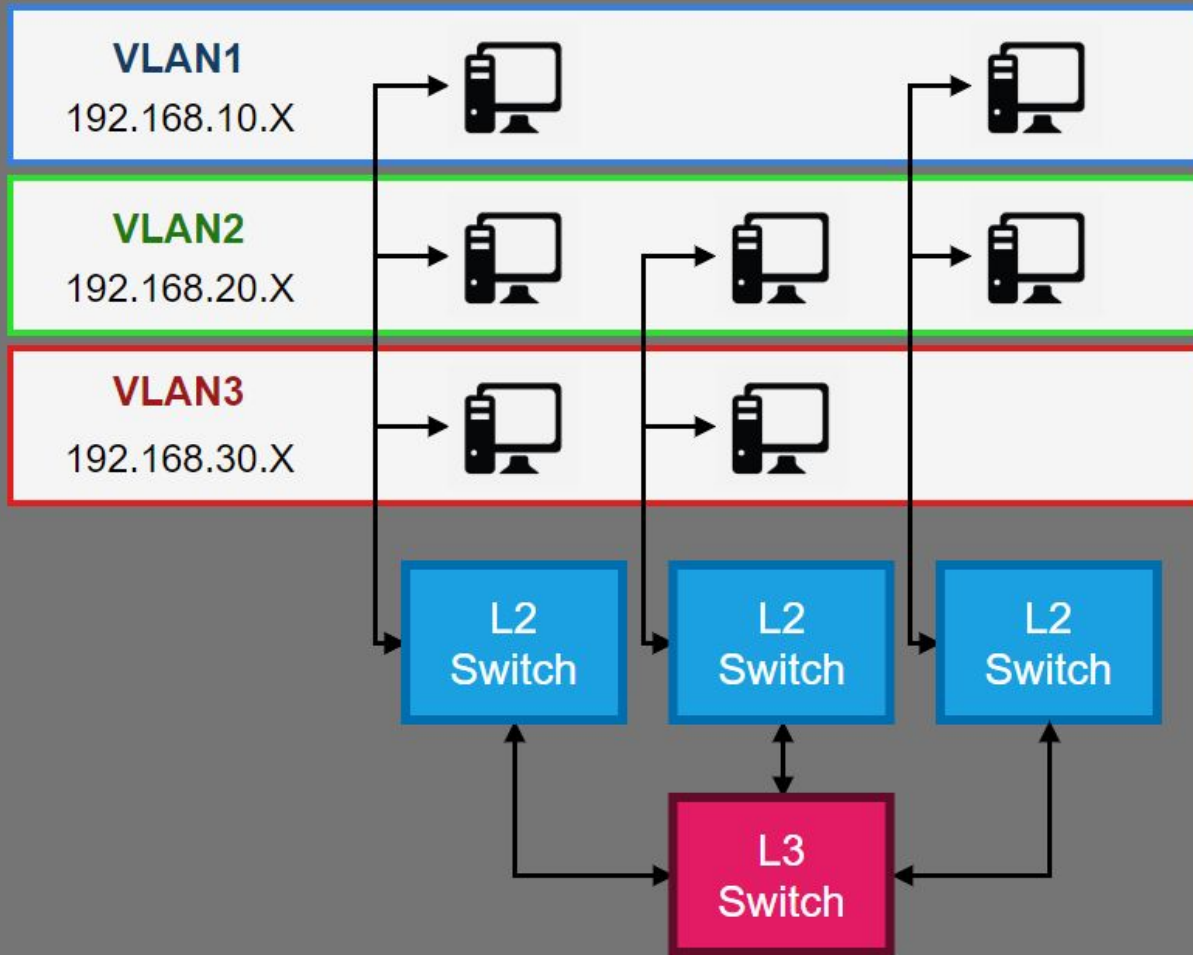 VLAN1
192.168.10.X
VLAN2
192.168.20.X
VLAN3
192.168.30.X
L2
Switch
L2
Switch
L2
Switch
L3
Switch